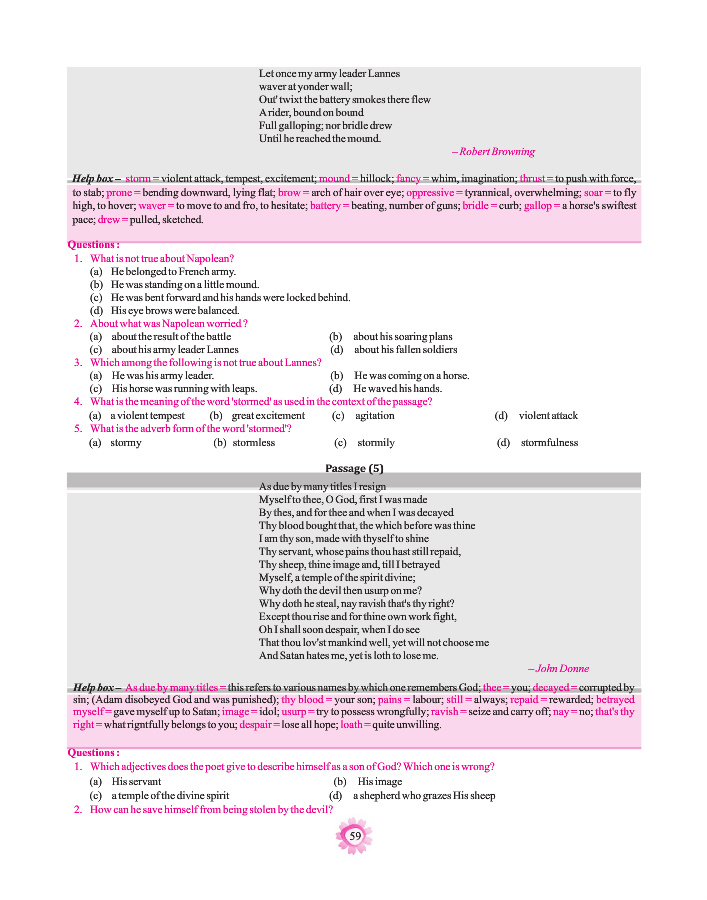 Let once my army leader Lannes
waver at yonder wall;
Out' twixt the battery smokes there flew
A rider, bound on bound
Full galloping; nor bridle drew
Until he reached the mound.
– Robert Browning
Help box – storm = violent attack, tempest, excitement; mound = hillock; fancy = whim, imagination; thrust = to push with force,
to stab; prone = bending downward, lying flat; brow = arch of hair over eye; oppressive = tyrannical, overwhelming; soar = to fly
high, to hover; waver = to move to and fro, to hesitate; battery = beating, number of guns; bridle = curb; gallop = a horse's swiftest
pace; drew = pulled, sketched.
Questions :
1. What is not true about Napolean?
(a) He belonged to French army.
(b) He was standing on a little mound.
(c) He was bent forward and his hands were locked behind.
(d) His eye brows were balanced.
2. About what was Napolean worried ?
(a) about the result of the battle (b) about his soaring plans
(c) about his army leader Lannes (d) about his fallen soldiers
3. Which among the following is not true about Lannes?
(a) He was his army leader. (b) He was coming on a horse.
(c) His horse was running with leaps. (d) He waved his hands.
4. What is the meaning of the word 'stormed' as used in the context of the passage?
(a) a violent tempest (b) great excitement (c) agitation (d) violent attack
5. What is the adverb form of the word 'stormed'?
(a) stormy (b) stormless (c) stormily (d) stormfulness
Passage (5)
As due by many titles I resign
Myself to thee, O God, first I was made
By thes, and for thee and when I was decayed
Thy blood bought that, the which before was thine
I am thy son, made with thyself to shine
Thy servant, whose pains thou hast still repaid,
Thy sheep, thine image and, till I betrayed
Myself, a temple of the spirit divine;
Why doth the devil then usurp on me?
Why doth he steal, nay ravish that's thy right?
Except thou rise and for thine own work fight,
Oh I shall soon despair, when I do see
That thou lov'st mankind well, yet will not choose me
And Satan hates me, yet is loth to lose me.
– John Donne
Help box – As due by many titles = this refers to various names by which one remembers God; thee = you; decayed = corrupted by
sin; (Adam disobeyed God and was punished); thy blood = your son; pains = labour; still = always; repaid = rewarded; betrayed
myself = gave myself up to Satan; image = idol; usurp = try to possess wrongfully; ravish = seize and carry off; nay = no; that's thy
right = what rigntfully belongs to you; despair = lose all hope; loath = quite unwilling.
Questions :
1. Which adjectives does the poet give to describe himself as a son of God? Which one is wrong?
(a) His servant (b) His image
(c) a temple of the divine spirit (d) a shepherd who grazes His sheep
2. How can he save himself from being stolen by the devil?
59